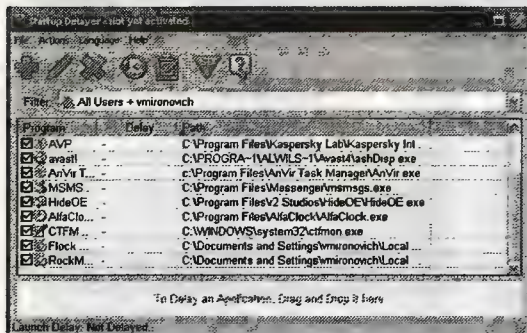 Startup Delayer - not yet activated
File Actions Language Help
Filter: All Users + vmironovich
Program Delay Path
AVP - C:\Program Files\Kaspersky Lab\Kaspersky Int...
avast! - C:\PROGRA~1\ALWILS~1\Avast4\ashDisp.exe
AnVir T... - c:\Program Files\AnVir Task Manager\AnVir.exe
MSMS... - C:\Program Files\Messenger\msmsgs.exe
HideOE - C:\Program Files\v2 Studios\HideOE\HideOE.exe
AlfaClo... - C:\Program Files\AlfaClock\AlfaClock.exe
CTFM... - C:\WINDOWS\system32\ctfmon.exe
Flock ... - C:\Documents and Settings\vmironovich\Local ...
RockM... - C:\Documents and Settings\vmironovich\Local ...
To Delay an Application, Drag and Drop it here
Launch Delay: Not Delayed...